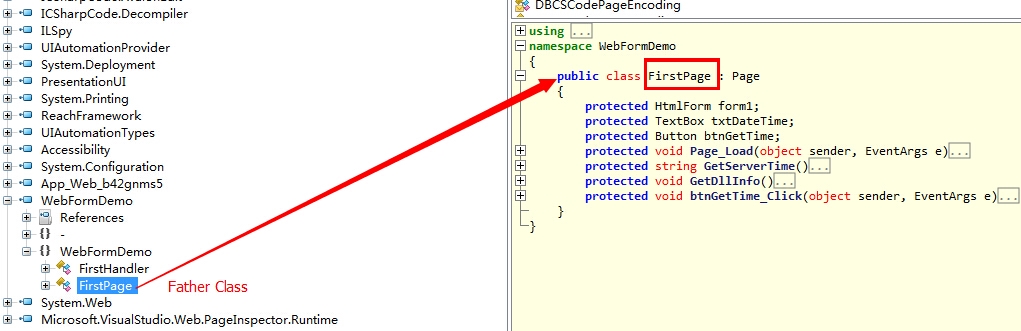 ICSharpCode.Decompiler
ILSpy
UIAutomationProvider
System.Deployment
PresentationUI
System.Printing
ReachFramework
UIAutomationTypes
Accessibility
System.Configuration
App_Web_b42gnms5
WebFormDemo
References
{} -
{} WebFormDemo
FirstHandler
FirstPage
Father Class
System.Web
Microsoft.VisualStudio.Web.PageInspector.Runtime
DBCSCodePageEncoding
using ...
namespace WebFormDemo
{
public class FirstPage : Page
{
protected HtmlForm form1;
protected TextBox txtDateTime;
protected Button btnGetTime;
protected void Page_Load(object sender, EventArgs e)...
protected string GetServerTime()...
protected void GetDllInfo()...
protected void btnGetTime_Click(object sender, EventArgs e)...
}
}